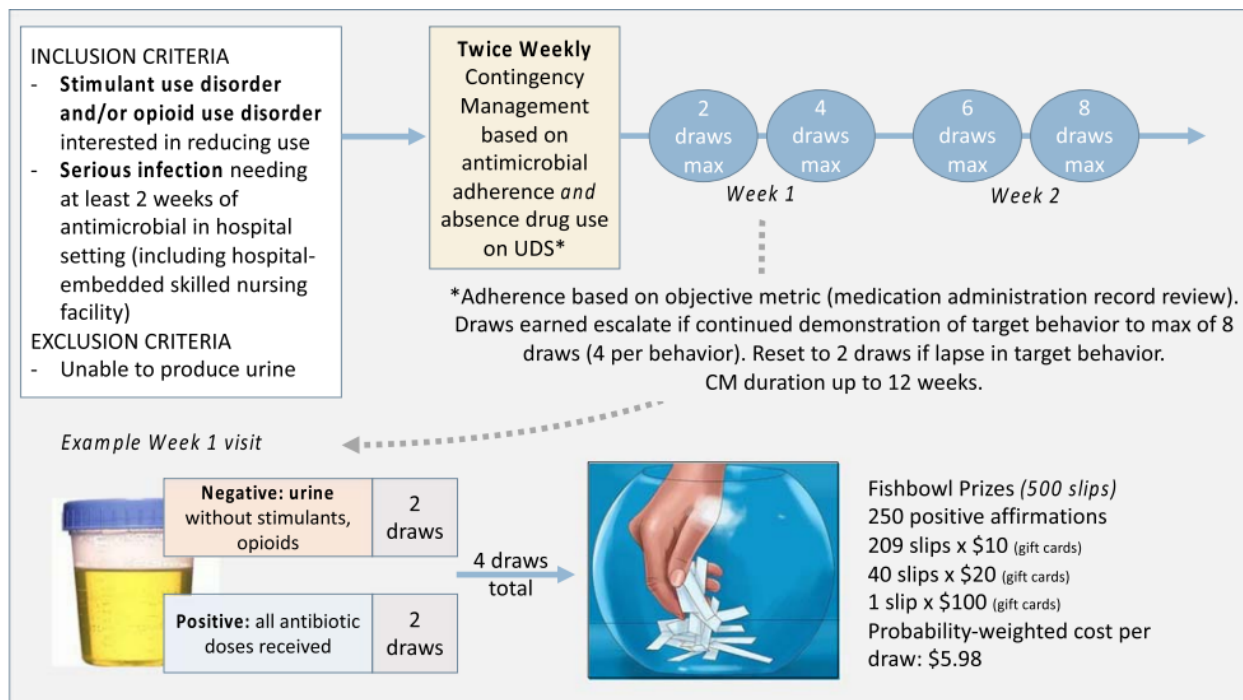 INCLUSION CRITERIA
- Stimulant use disorder
and/or opioid use disorder
interested in reducing use
- Serious infection needing
at least 2 weeks of
antimicrobial in hospital
setting (including hospital-
embedded skilled nursing
facility)
EXCLUSION CRITERIA
- Unable to produce urine
Twice Weekly
Contingency
Management
based on
antimicrobial
adherence and
absence drug use
on UDS*
2
draws
max
4
draws
max
Week 1
6
draws
max
8
draws
max
Week 2
*Adherence based on objective metric (medication administration record review).
Draws earned escalate if continued demonstration of target behavior to max of 8
draws (4 per behavior). Reset to 2 draws if lapse in target behavior.
CM duration up to 12 weeks.
Example Week 1 visit
Negative: urine
without stimulants,
opioids
2
draws
Positive: all antibiotic
doses received
2
draws
4 draws
total
Fishbowl Prizes (500 slips)
250 positive affirmations
209 slips x $10 (gift cards)
40 slips x $20 (gift cards)
1 slip x $100 (gift cards)
Probability-weighted cost per
draw: $5.98